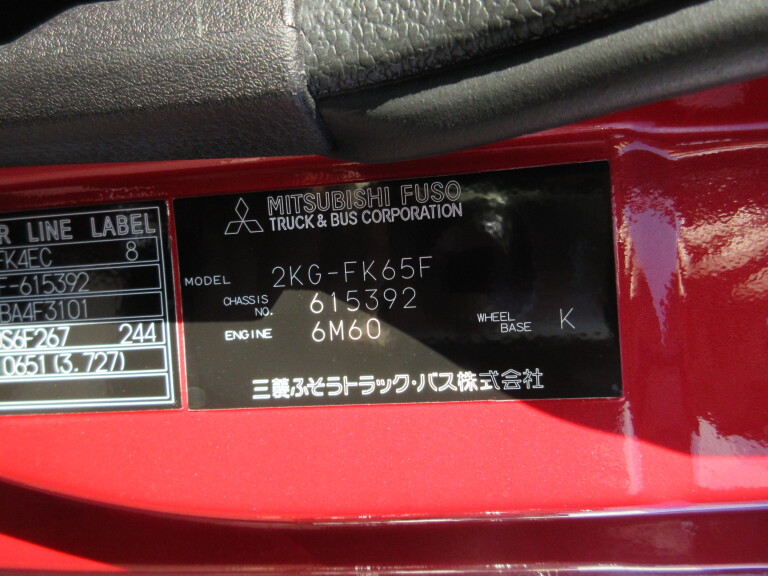 R LINE LABEL
FK4EC 8
F-615392
BA4F3101
S6F267 244
0651 (3.727)
MITSUBISHI FUSO
TRUCK & BUS CORPORATION
MODEL 2KG-FK65F
CHASSIS NO. 615392
ENGINE 6M60
WHEEL BASE K
三菱ふそうトラック・バス株式会社